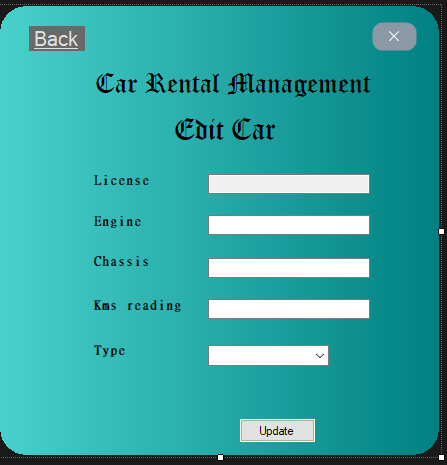 Back
Car Rental Management
Edit Car
License
Engine
Chassis
Kms reading
Type
Update